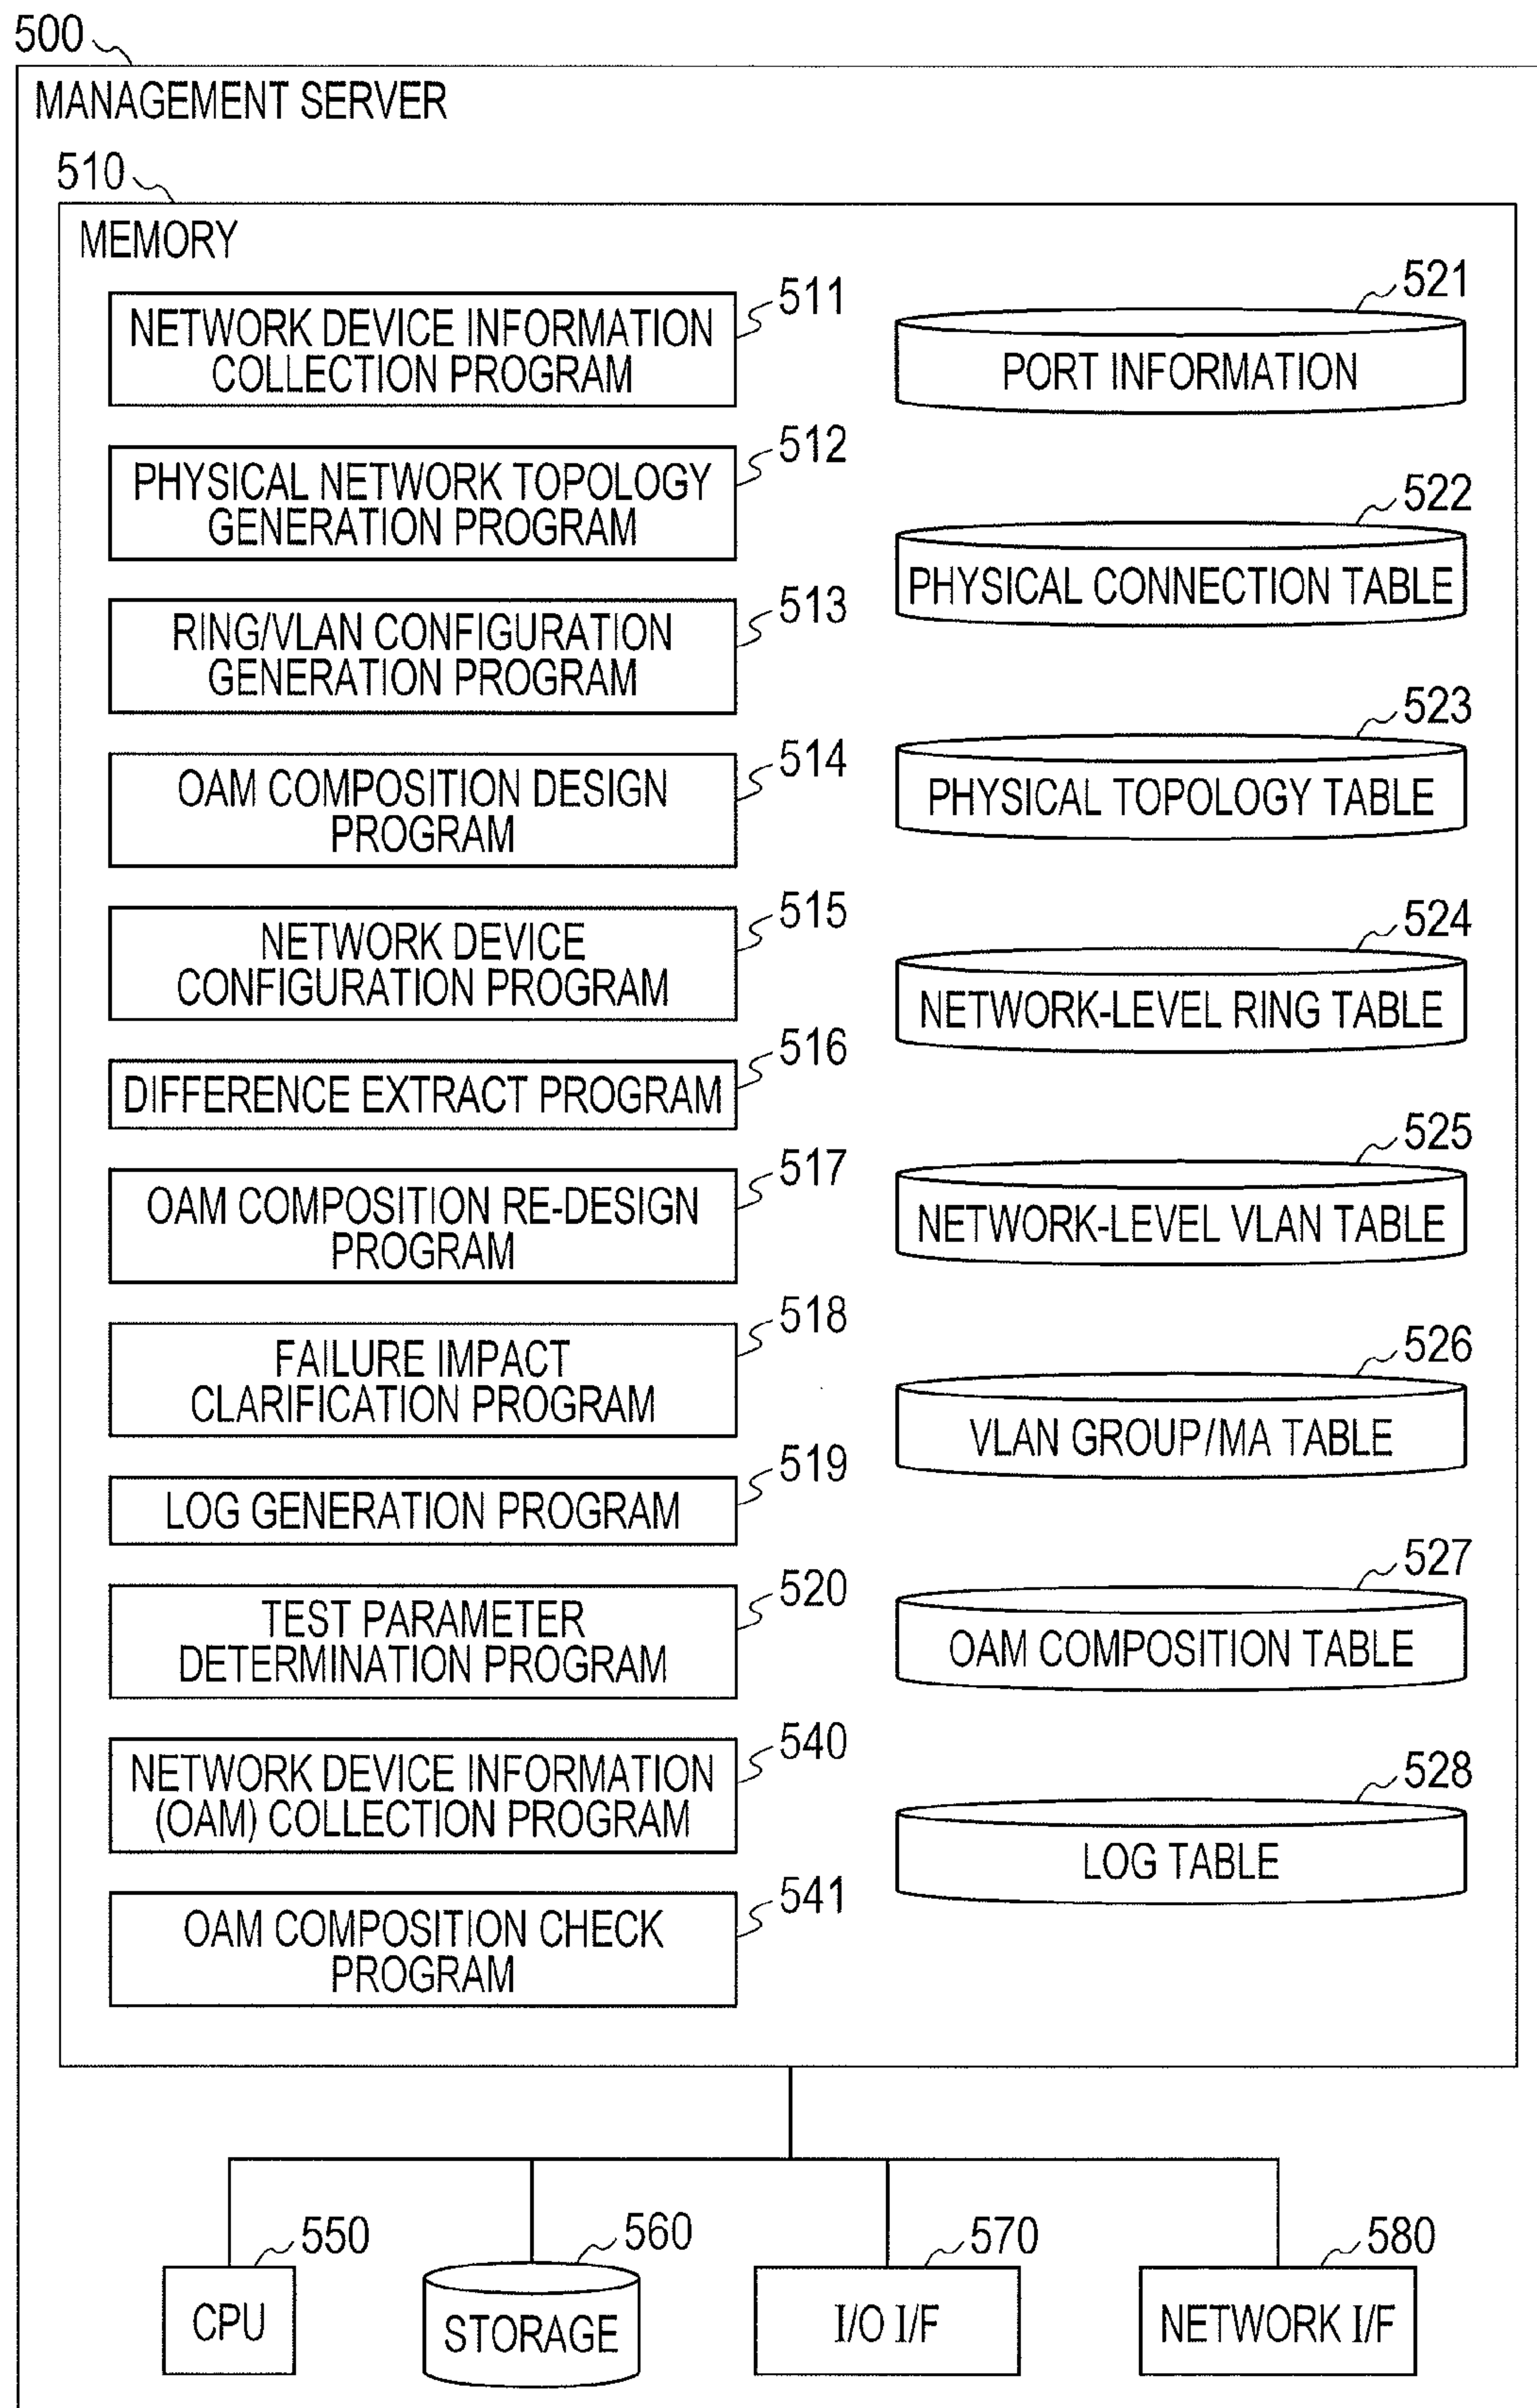 500
MANAGEMENT SERVER
510
MEMORY
511
NETWORK DEVICE INFORMATION
COLLECTION PROGRAM
512
PHYSICAL NETWORK TOPOLOGY
GENERATION PROGRAM
513
RING/VLAN CONFIGURATION
GENERATION PROGRAM
514
OAM COMPOSITION DESIGN
PROGRAM
515
NETWORK DEVICE
CONFIGURATION PROGRAM
516
DIFFERENCE EXTRACT PROGRAM
517
OAM COMPOSITION RE-DESIGN
PROGRAM
518
FAILURE IMPACT
CLARIFICATION PROGRAM
519
LOG GENERATION PROGRAM
520
TEST PARAMETER
DETERMINATION PROGRAM
540
NETWORK DEVICE INFORMATION
(OAM) COLLECTION PROGRAM
541
OAM COMPOSITION CHECK
PROGRAM
521
PORT INFORMATION
522
PHYSICAL CONNECTION TABLE
523
PHYSICAL TOPOLOGY TABLE
524
NETWORK-LEVEL RING TABLE
525
NETWORK-LEVEL VLAN TABLE
526
VLAN GROUP/MA TABLE
527
OAM COMPOSITION TABLE
528
LOG TABLE
550
CPU
560
STORAGE
570
I/O I/F
580
NETWORK I/F